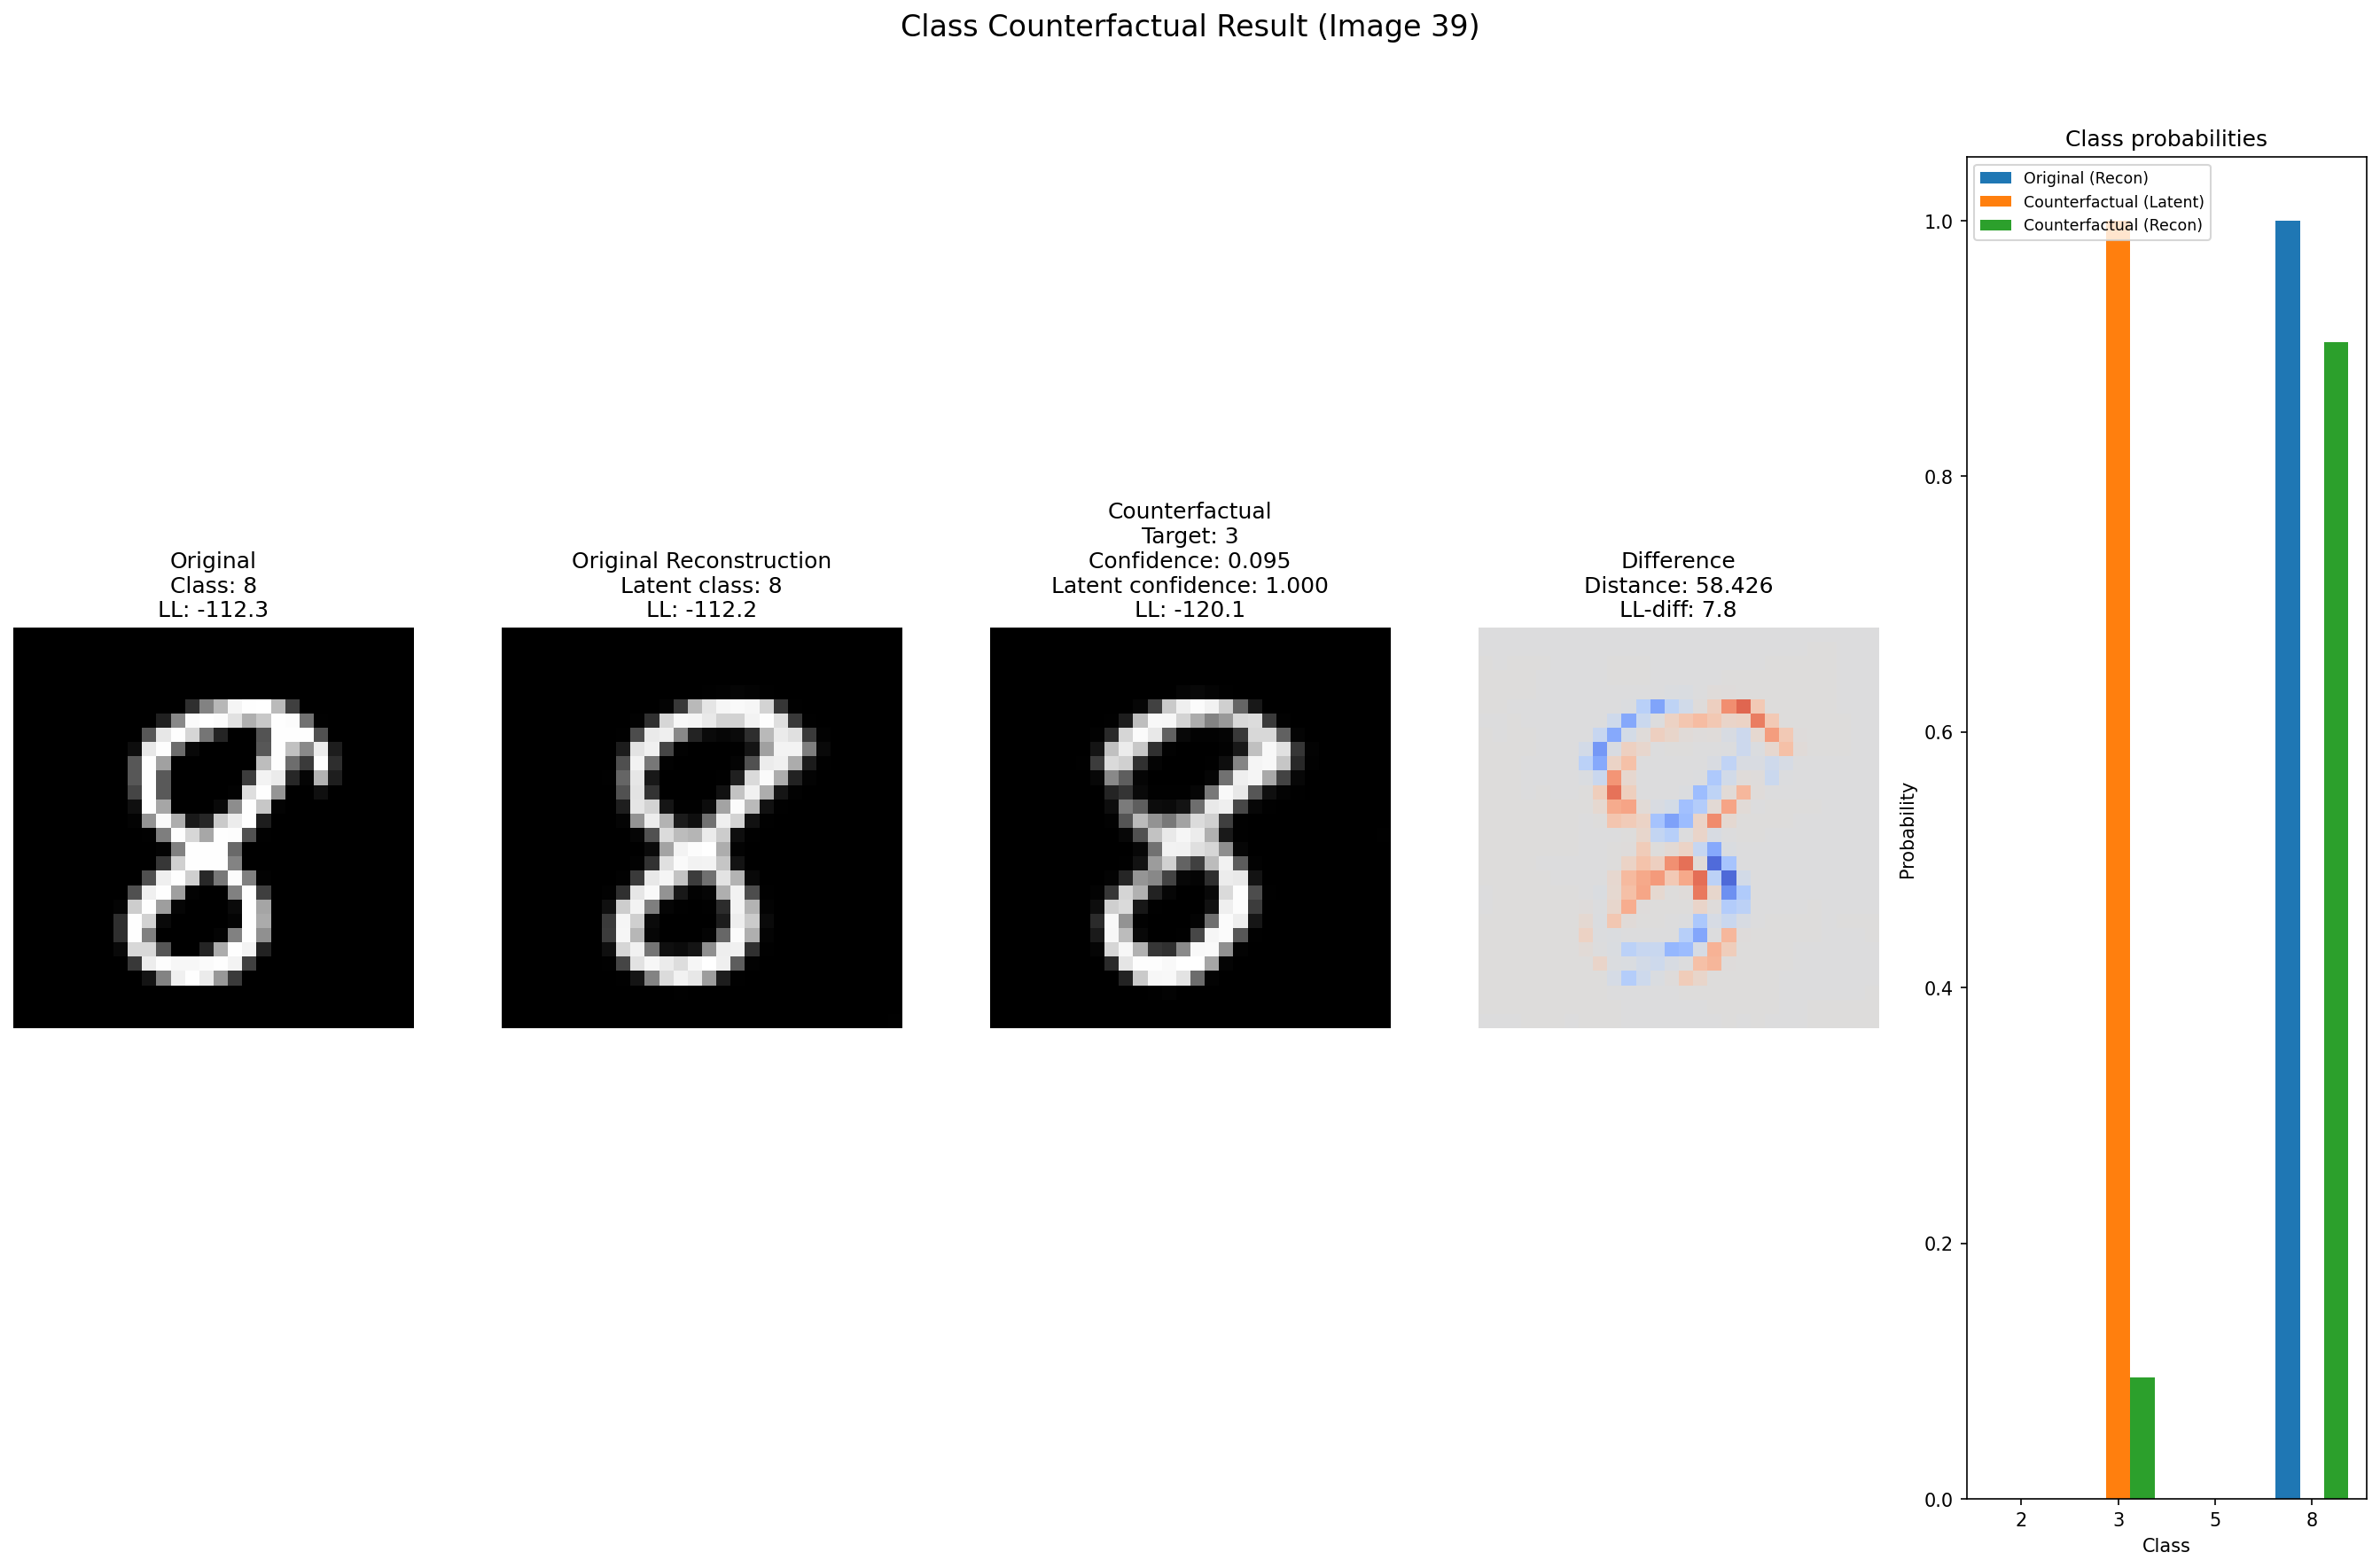 Class Counterfactual Result (Image 39)
Original
Class: 8
LL: -112.3
Original Reconstruction
Latent class: 8
LL: -112.2
Counterfactual
Target: 3
Confidence: 0.095
Latent confidence: 1.000
LL: -120.1
Difference
Distance: 58.426
LL-diff: 7.8
Class probabilities
Original (Recon)
Counterfactual (Latent)
Counterfactual (Recon)
1.0
0.8
0.6
0.4
0.2
0.0
Probability
2 3 5 8
Class
8
8
8